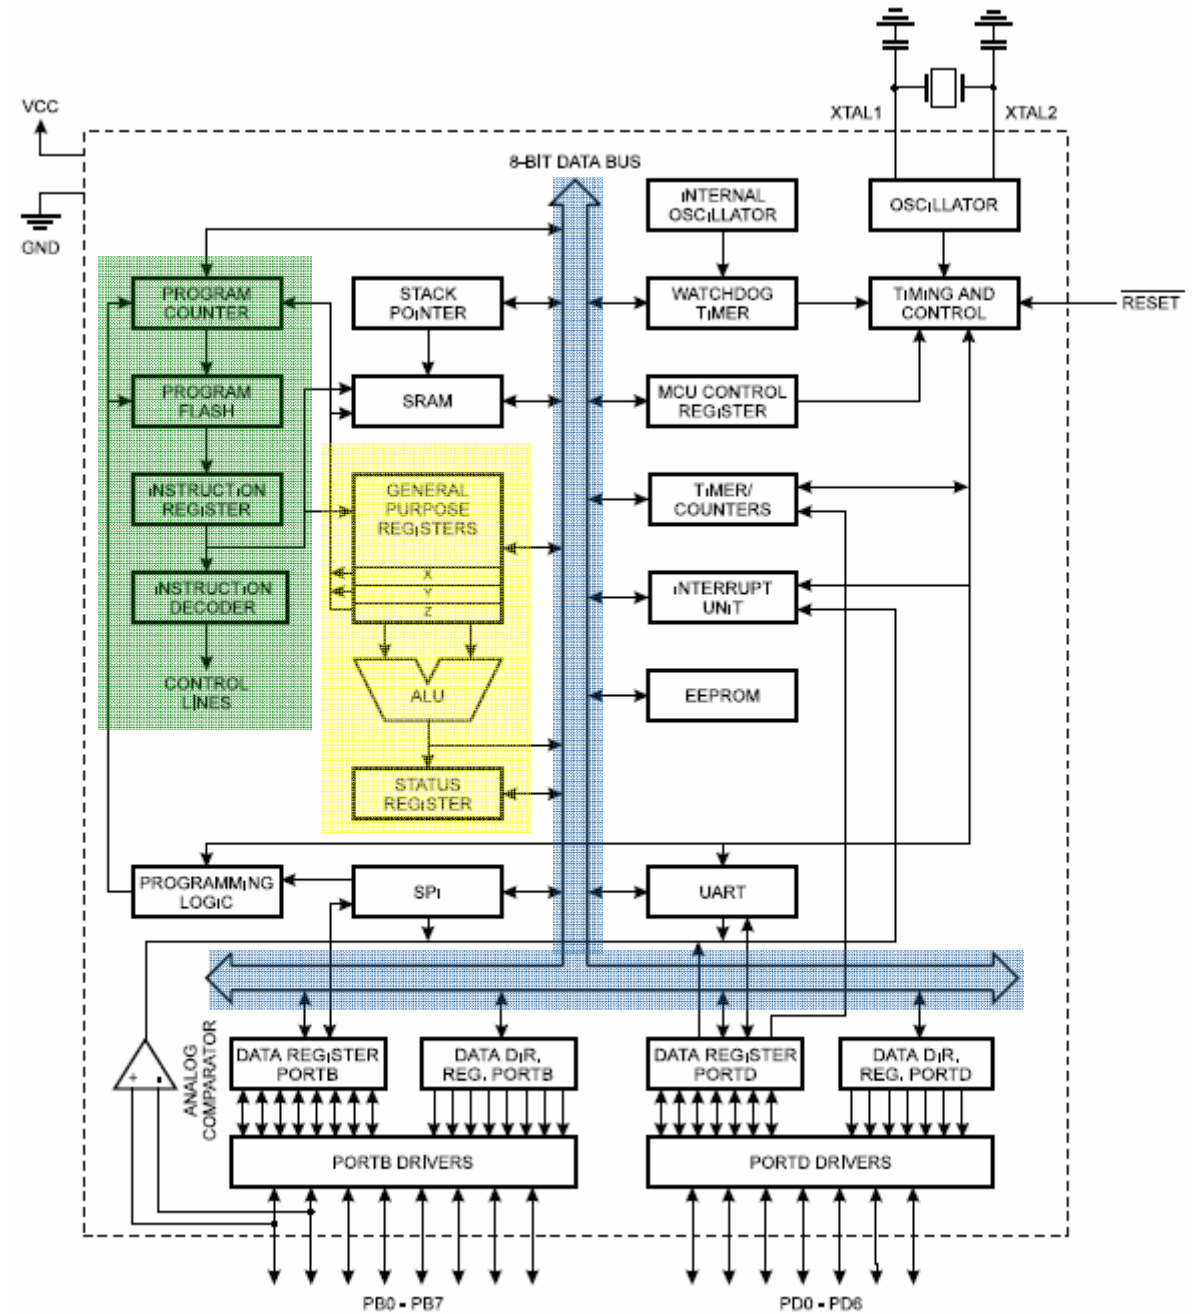 XTAL1
XTAL2
VCC
GND
8-BIT DATA BUS
INTERNAL
OSCILLATOR
OSCILLATOR
PROGRAM
COUNTER
STACK
POINTER
WATCHDOG
TIMER
TIMING AND
CONTROL
RESET
PROGRAM
FLASH
SRAM
MCU CONTROL
REGISTER
INSTRUCTION
REGISTER
GENERAL
PURPOSE
REGISTERS
X
Y
Z
TIMER/
COUNTERS
INSTRUCTION
DECODER
INTERRUPT
UNIT
CONTROL
LINES
ALU
EEPROM
STATUS
REGISTER
PROGRAMMING
LOGIC
SPI
UART
ANALOG
COMPARATOR
+
-
DATA REGISTER
PORTB
DATA DIR,
REG. PORTB
DATA REGISTER
PORTD
DATA DIR,
REG. PORTD
PORTB DRIVERS
PORTD DRIVERS
PB0 - PB7
PD0 - PD6